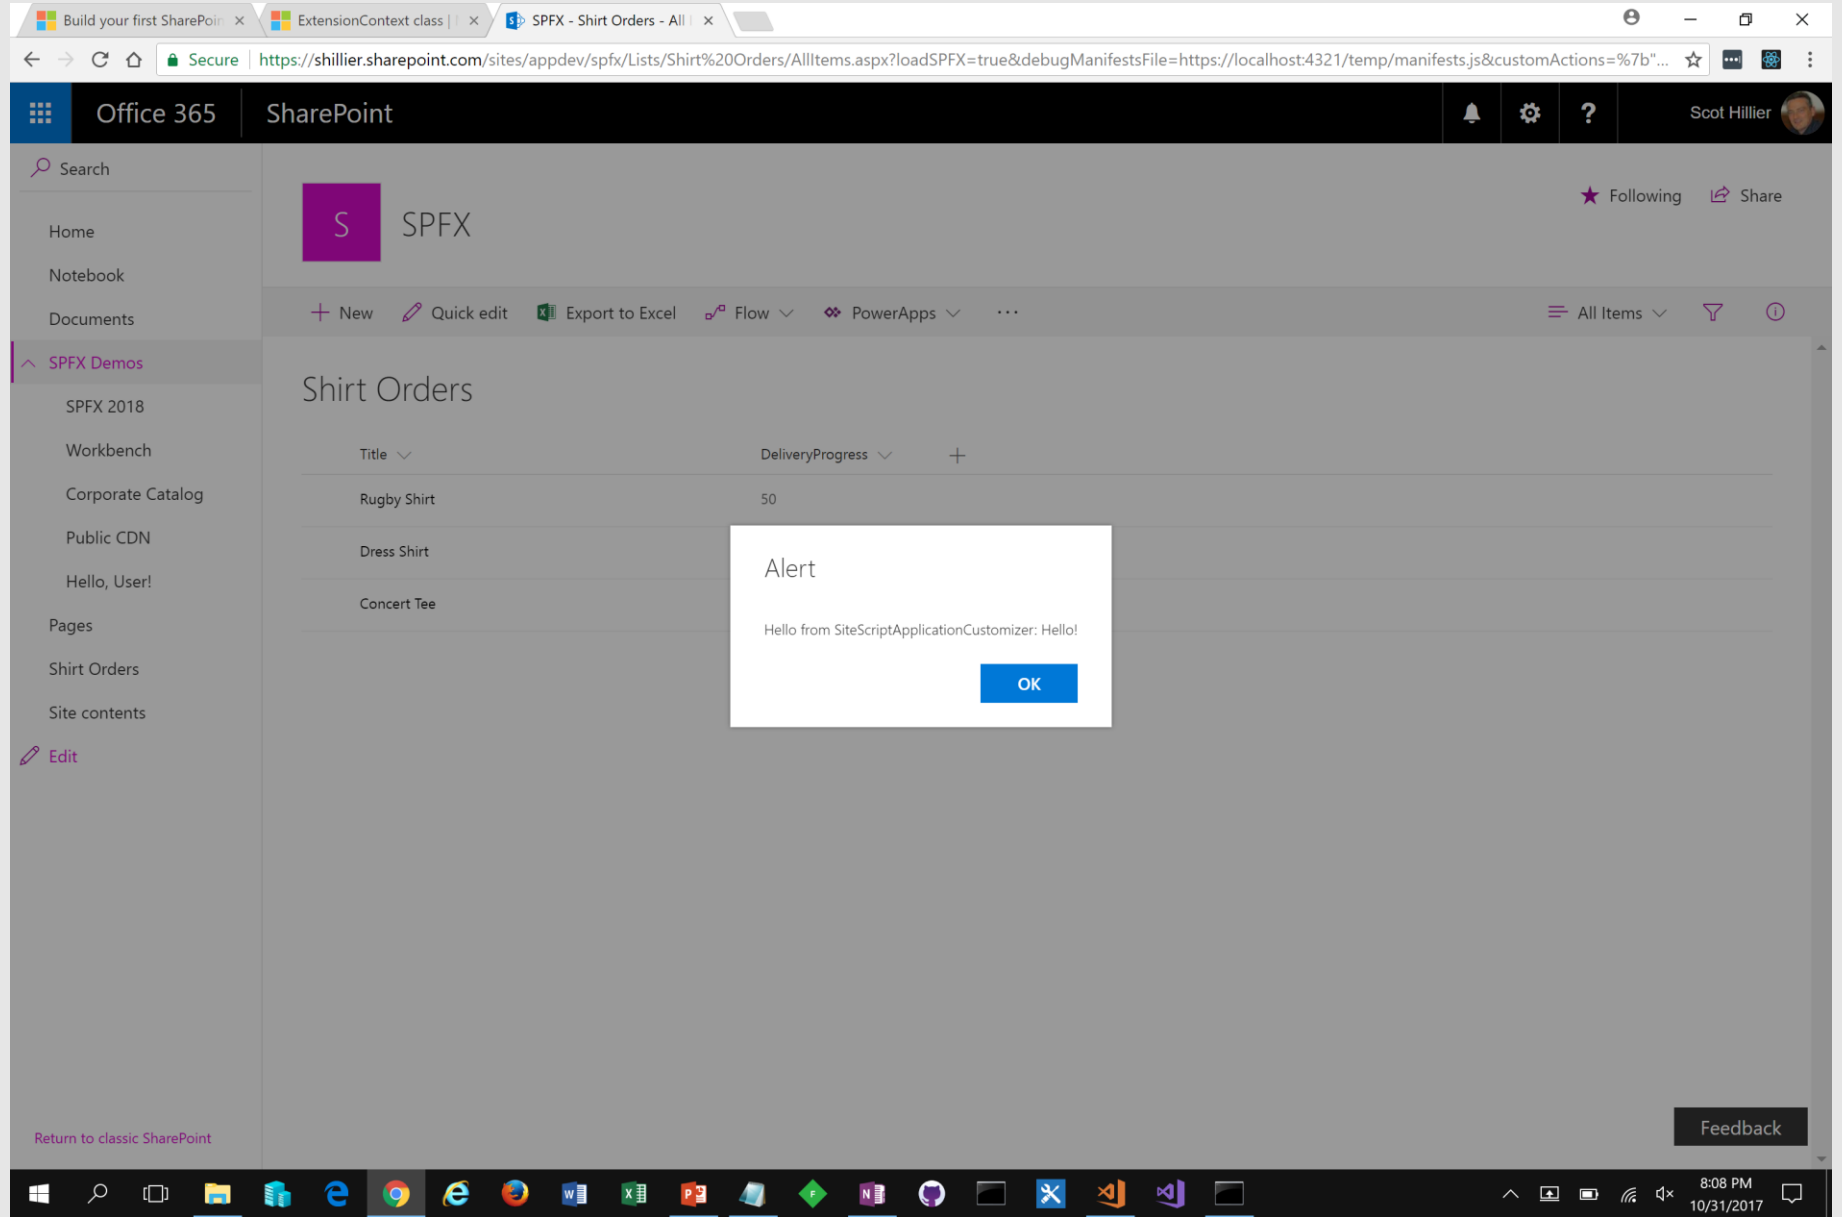 Build your first SharePoin
ExtensionContext class |
SPFX - Shirt Orders - All
Secure https://shillier.sharepoint.com/sites/appdev/spfx/Lists/Shirt%20Orders/AllItems.aspx?loadSPFX=true&debugManifestsFile=https://localhost:4321/temp/manifests.js&customActions=%7b"...
Office 365 SharePoint ? Scot Hillier
Search
Following Share
S SPFX
Home
Notebook
Documents
New Quick edit Export to Excel Flow PowerApps ... All Items
SPFX Demos
SPFX 2018
Workbench
Corporate Catalog
Public CDN
Hello, User!
Pages
Shirt Orders
Site contents
Edit
Return to classic SharePoint
Shirt Orders
Title DeliveryProgress
Rugby Shirt 50
Dress Shirt
Concert Tee
Alert
Hello from SiteScriptApplicationCustomizer: Hello!
OK
Feedback
8:08 PM
10/31/2017